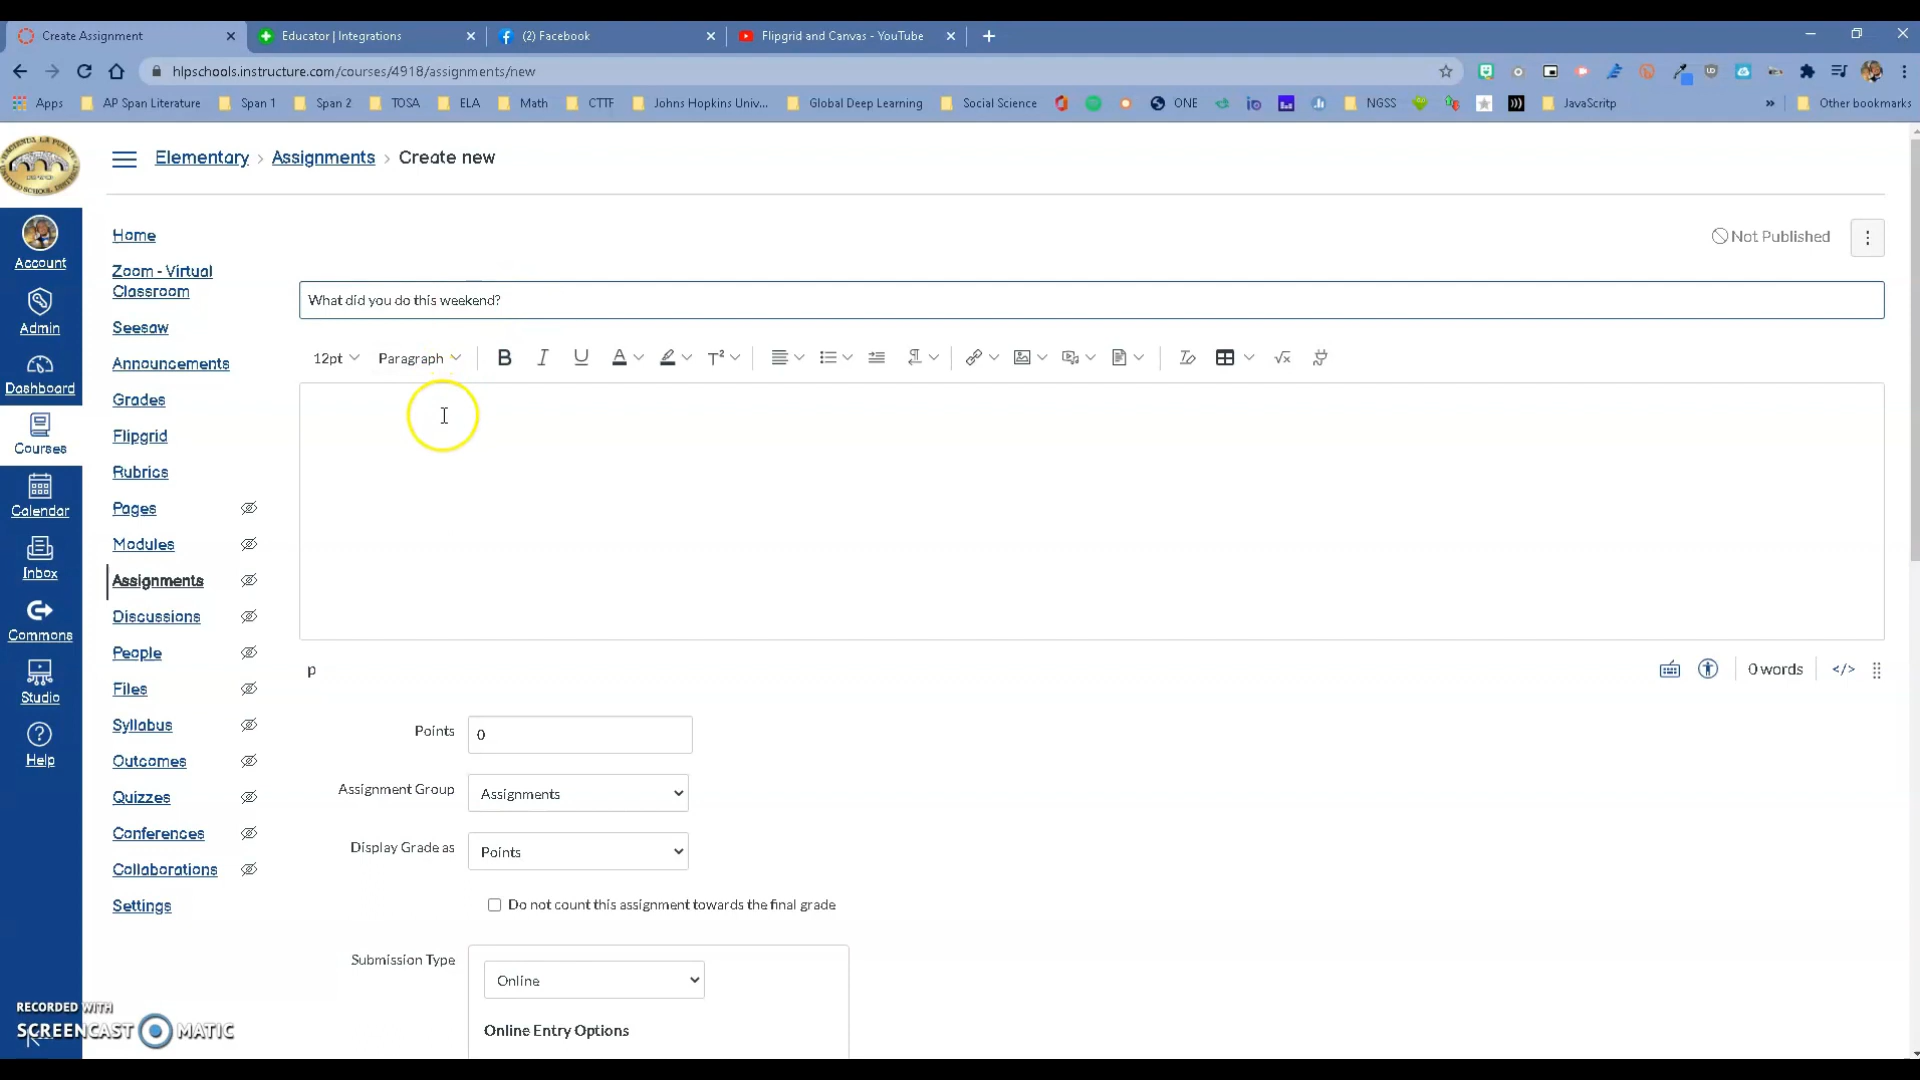 Create Assignment
Educator | Integrations
(2) Facebook
Flipgrid and Canvas - YouTube
hlpschools.instructure.com/courses/4918/assignments/new
Apps
AP Span Literature
Span 1
Span 2
TOSA
ELA
Math
CTTF
Johns Hopkins Univ...
Global Deep Learning
Social Science
ONE
NGSS
JavaScritp
»
Other bookmarks
Elementary › Assignments › Create new
Account
Admin
Dashboard
Courses
Calendar
Inbox
Commons
Studio
Help
Home
Zoom - Virtual
Classroom
Seesaw
Announcements
Grades
Flipgrid
Rubrics
Pages
Modules
Assignments
Discussions
People
Files
Syllabus
Outcomes
Quizzes
Conferences
Collaborations
Settings
Not Published
What did you do this weekend?
12pt Paragraph
p
0 words
</>
Points
0
Assignment Group
Assignments
Display Grade as
Points
Do not count this assignment towards the final grade
Submission Type
Online
Online Entry Options
RECORDED WITH
SCREENCAST MATIC